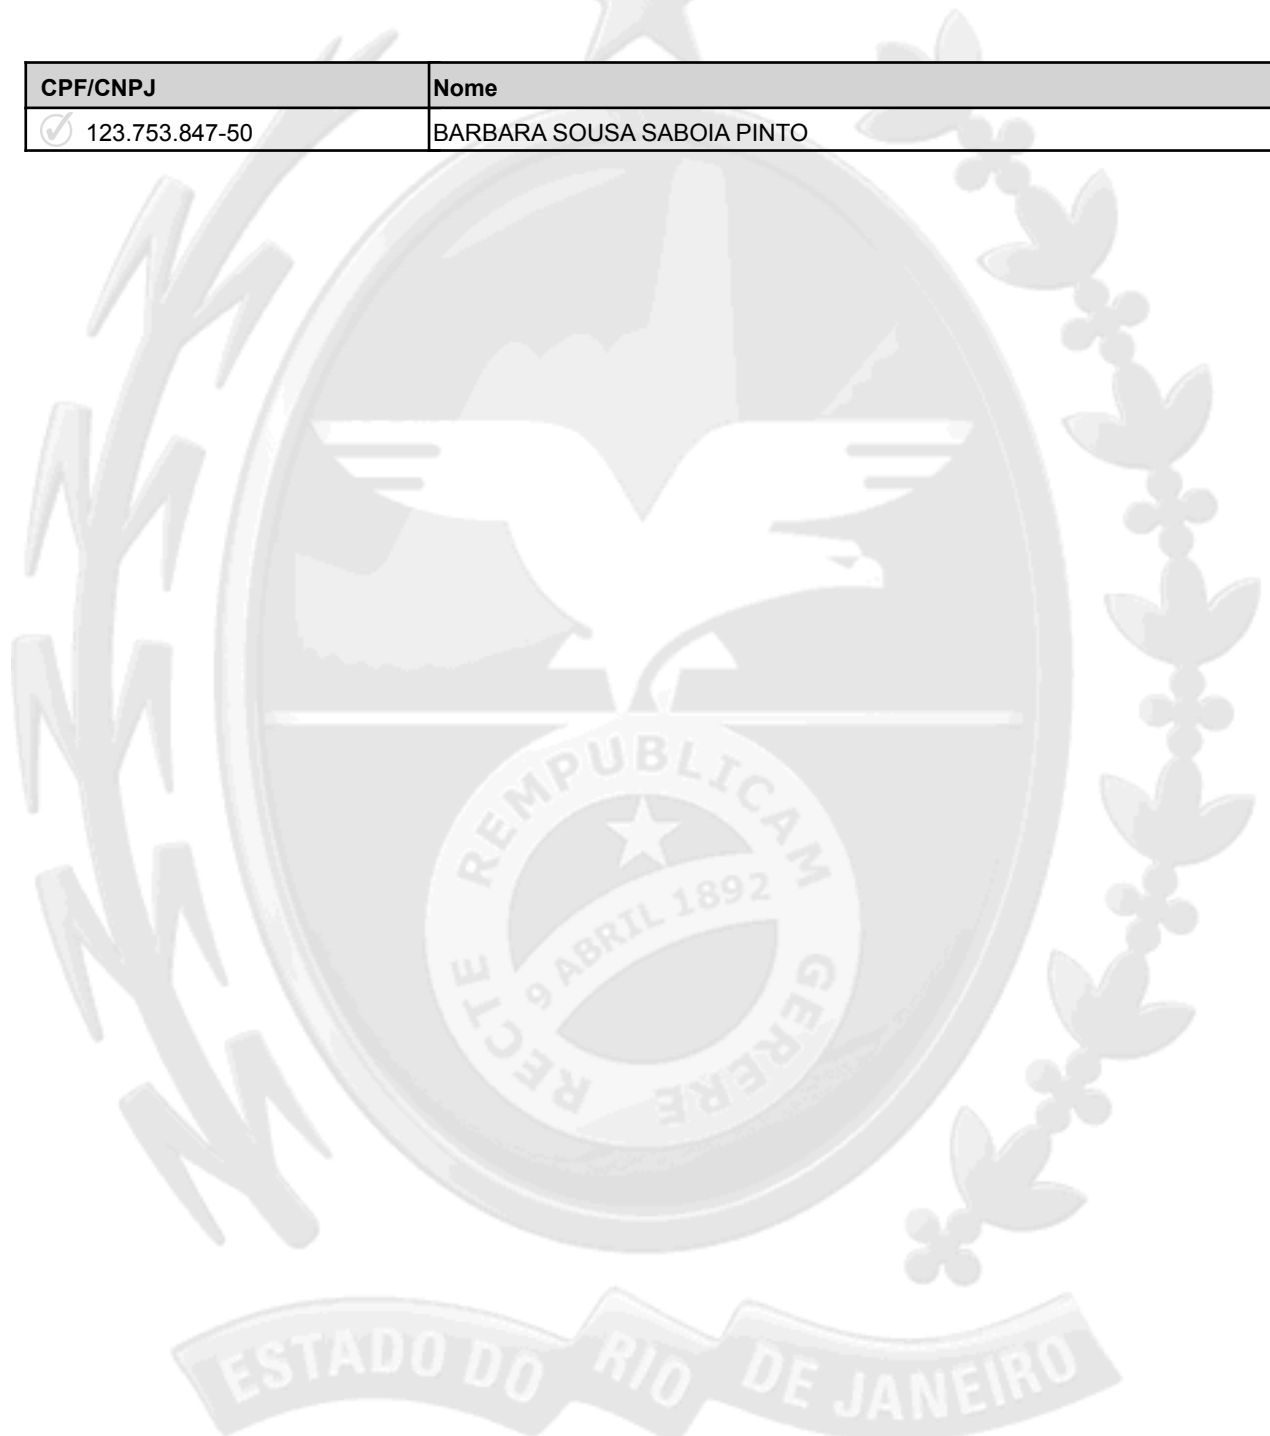 CPF/CNPJ Nome
123.753.847-50 BARBARA SOUSA SABOIA PINTO
REMPUBLICAM
9 ABRIL 1892
RECTE GERERE
ESTADO DO RIO DE JANEIRO